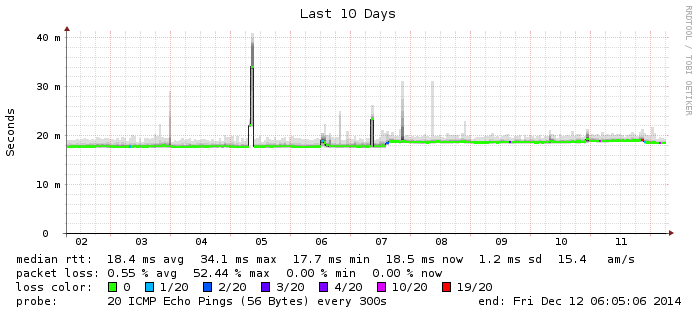 Last 10 Days
RRDTOOL / TOBI OETIKER
Seconds
40 m
30 m
20 m
10 m
0
02 03 04 05 06 07 08 09 10 11
median rtt: 18.4 ms avg 34.1 ms max 17.7 ms min 18.5 ms now 1.2 ms sd 15.4 am/s
packet loss: 0.55 % avg 52.44 % max 0.00 % min 0.00 % now
loss color: 0 1/20 2/20 3/20 4/20 10/20 19/20
probe: 20 ICMP Echo Pings (56 Bytes) every 300s end: Fri Dec 12 06:05:06 2014